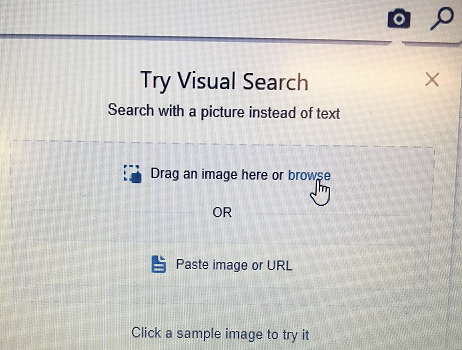 Try Visual Search
Search with a picture instead of text
Drag an image here or browse
OR
Paste image or URL
Click a sample image to try it